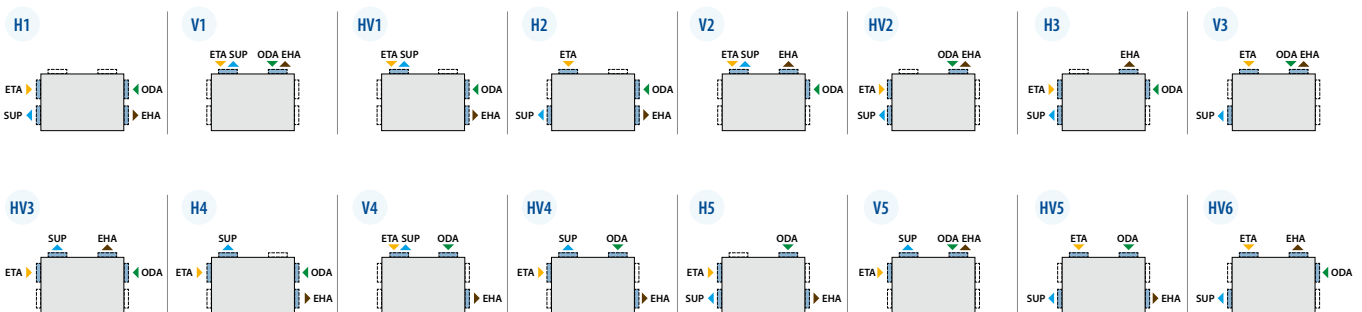 H1
V1
HV1
H2
V2
HV2
H3
V3
ETA SUP ODA EHA
ETA SUP
ETA
ETA SUP EHA
ODA EHA
EHA
ETA ODA EHA
ETA ODA
ODA
ODA
ODA
ETA
ETA ODA
SUP EHA
EHA
SUP EHA
SUP
SUP
HV3
H4
V4
HV4
H5
V5
HV5
HV6
SUP EHA
SUP
ETA SUP ODA
SUP ODA
ODA
SUP ODA EHA
ETA ODA
ETA EHA
ETA ODA
ETA ODA
ETA
ETA
ETA
ODA
EHA
EHA
EHA
SUP EHA
SUP EHA
SUP